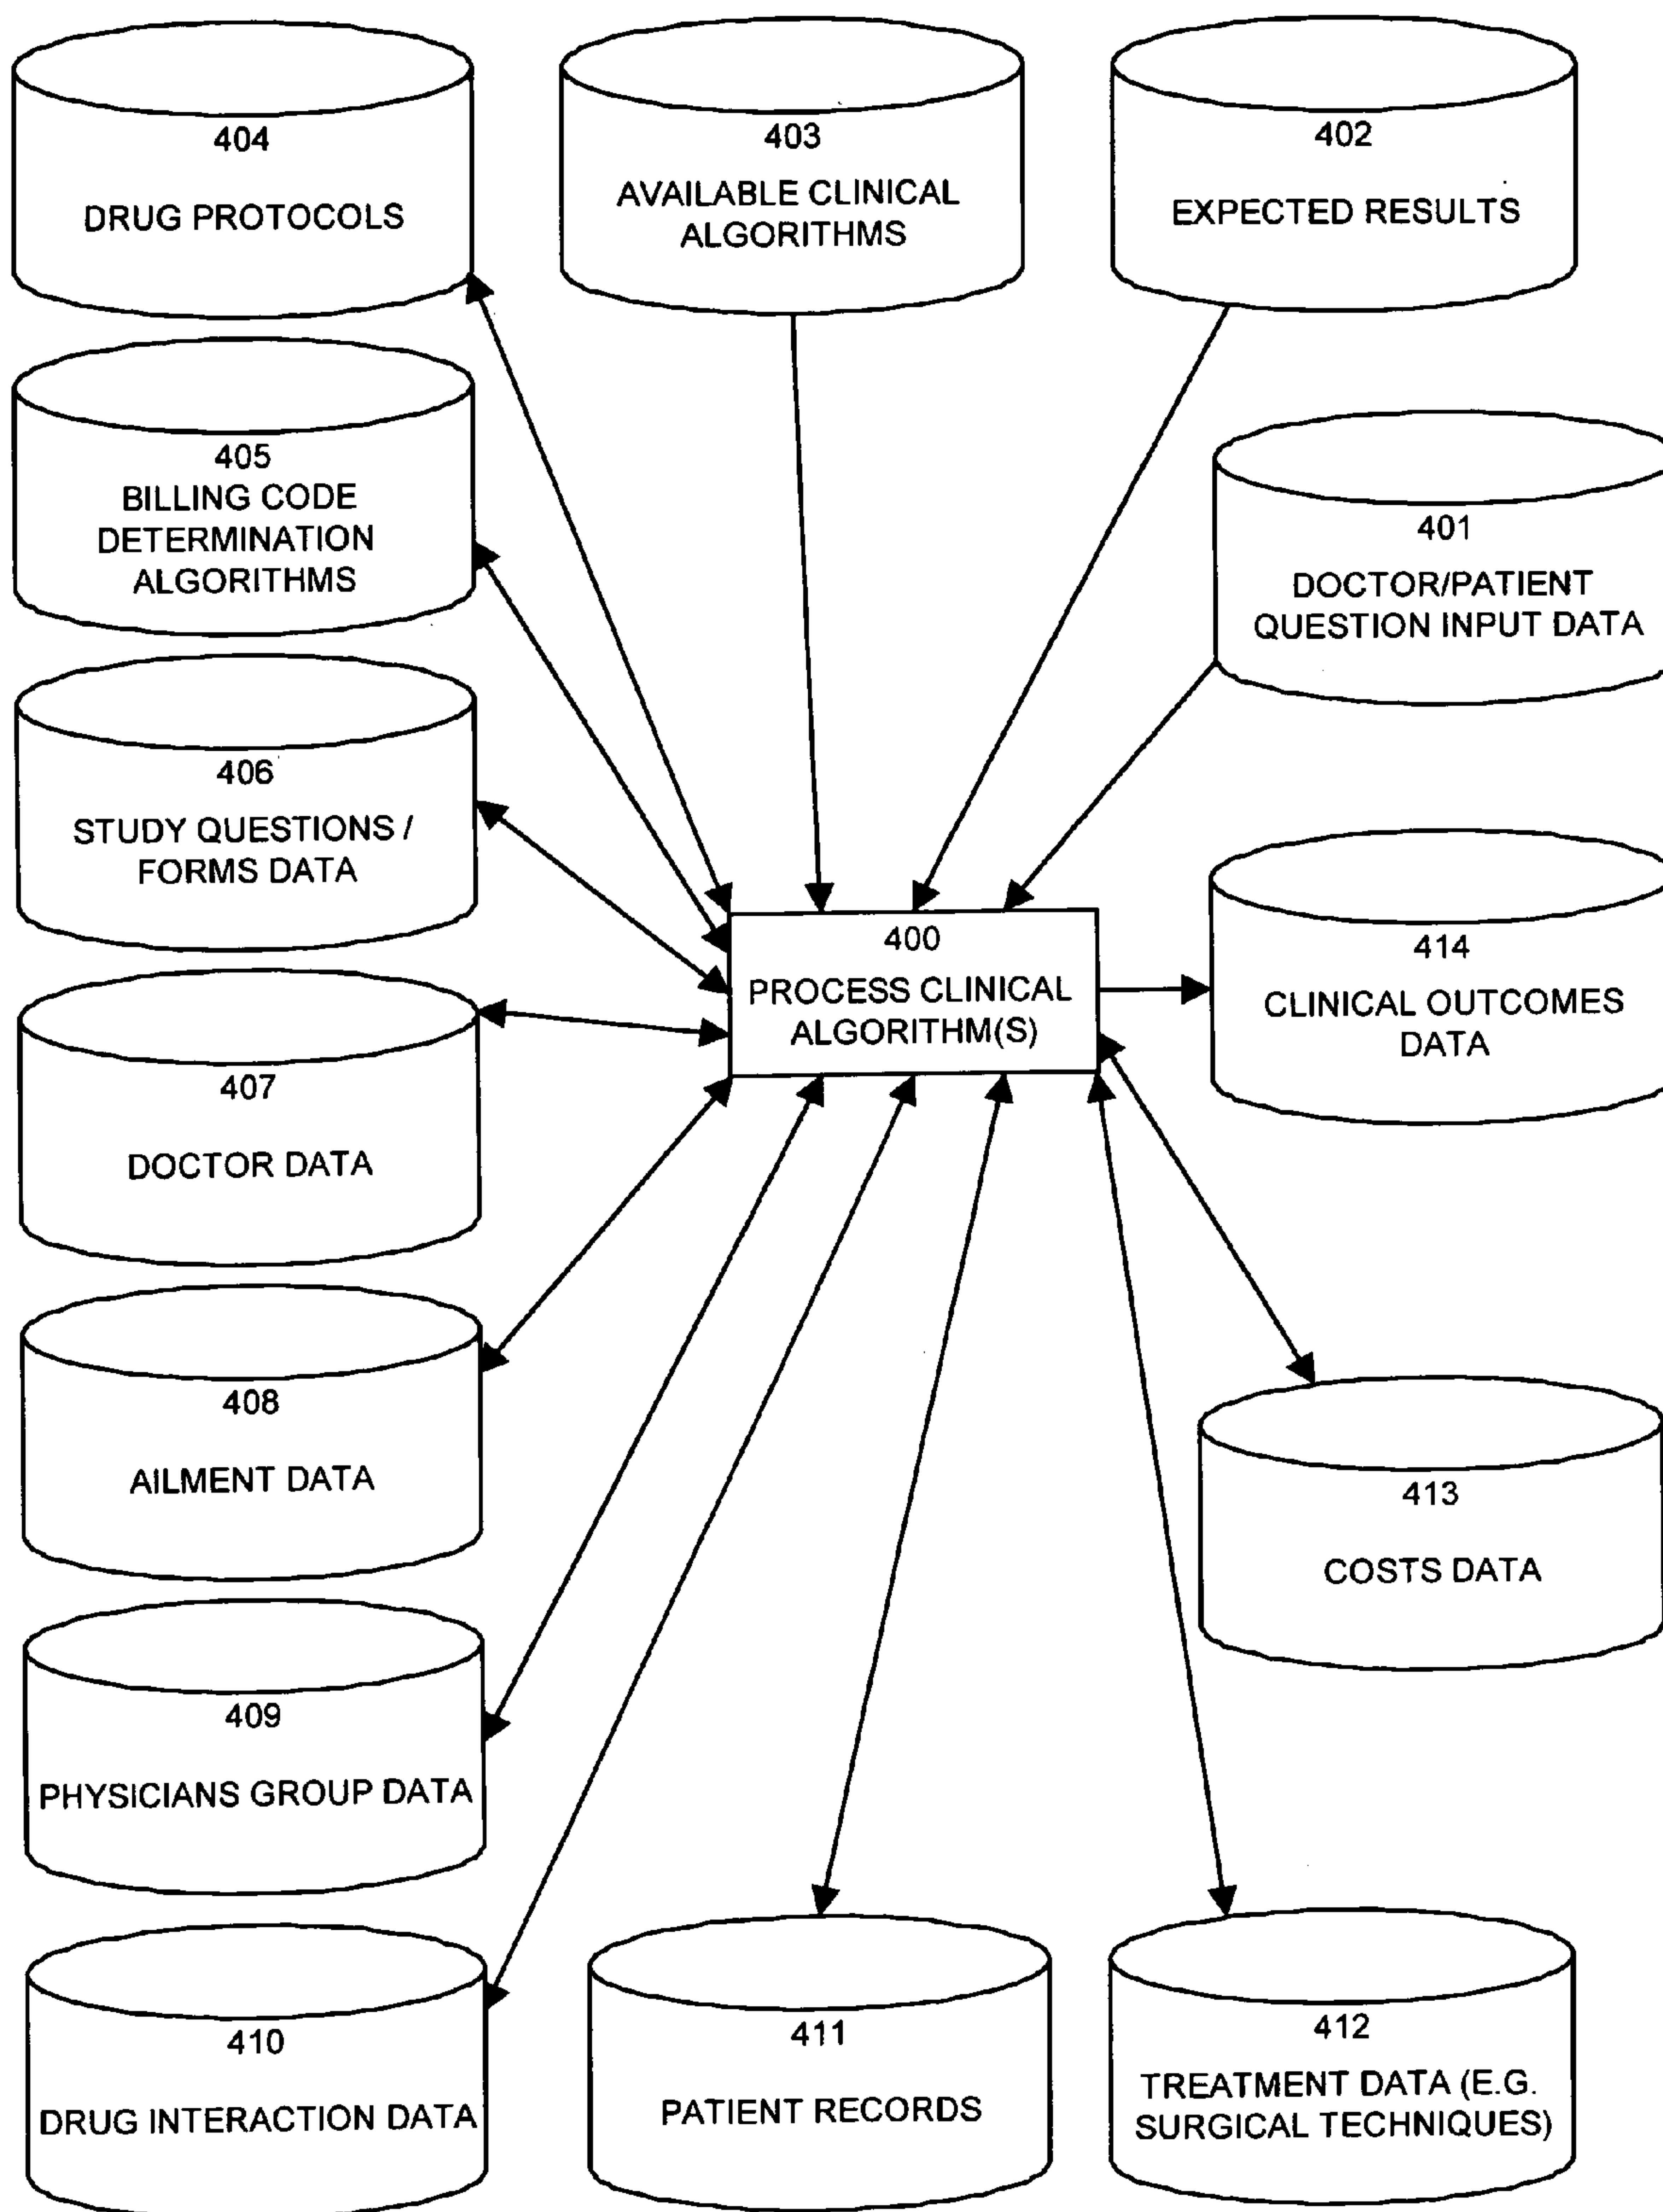 404
DRUG PROTOCOLS
403
AVAILABLE CLINICAL
ALGORITHMS
402
EXPECTED RESULTS
405
BILLING CODE
DETERMINATION
ALGORITHMS
401
DOCTOR/PATIENT
QUESTION INPUT DATA
406
STUDY QUESTIONS /
FORMS DATA
400
PROCESS CLINICAL
ALGORITHM(S)
414
CLINICAL OUTCOMES
DATA
407
DOCTOR DATA
408
AILMENT DATA
413
COSTS DATA
409
PHYSICIANS GROUP DATA
410
DRUG INTERACTION DATA
411
PATIENT RECORDS
412
TREATMENT DATA (E.G.
SURGICAL TECHNIQUES)